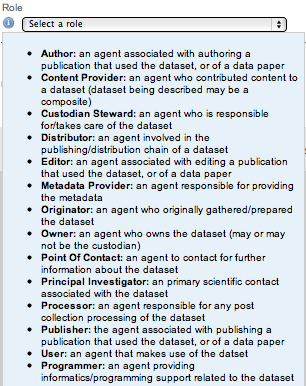 Role
Select a role
Author: an agent associated with authoring a
publication that used the dataset, or of a data paper
Content Provider: an agent who contributed content to
a dataset (dataset being described may be a
composite)
Custodian Steward: an agent who is responsible
for/takes care of the dataset
Distributor: an agent involved in the
publishing/distribution chain of a dataset
Editor: an agent associated with editing a publication
that used the dataset, or of a data paper
Metadata Provider: an agent responsible for providing
the metadata
Originator: an agent who originally gathered/prepared
the dataset
Owner: an agent who owns the dataset (may or may
not be the custodian)
Point Of Contact: an agent to contact for further
information about the dataset
Principal Investigator: an primary scientific contact
associated with the dataset
Processor: an agent responsible for any post
collection processing of the dataset
Publisher: the agent associated with publishing a
publication that used the dataset, or of a data paper
User: an agent that makes use of the datset
Programmer: an agent providing
informatics/programming support related to the dataset